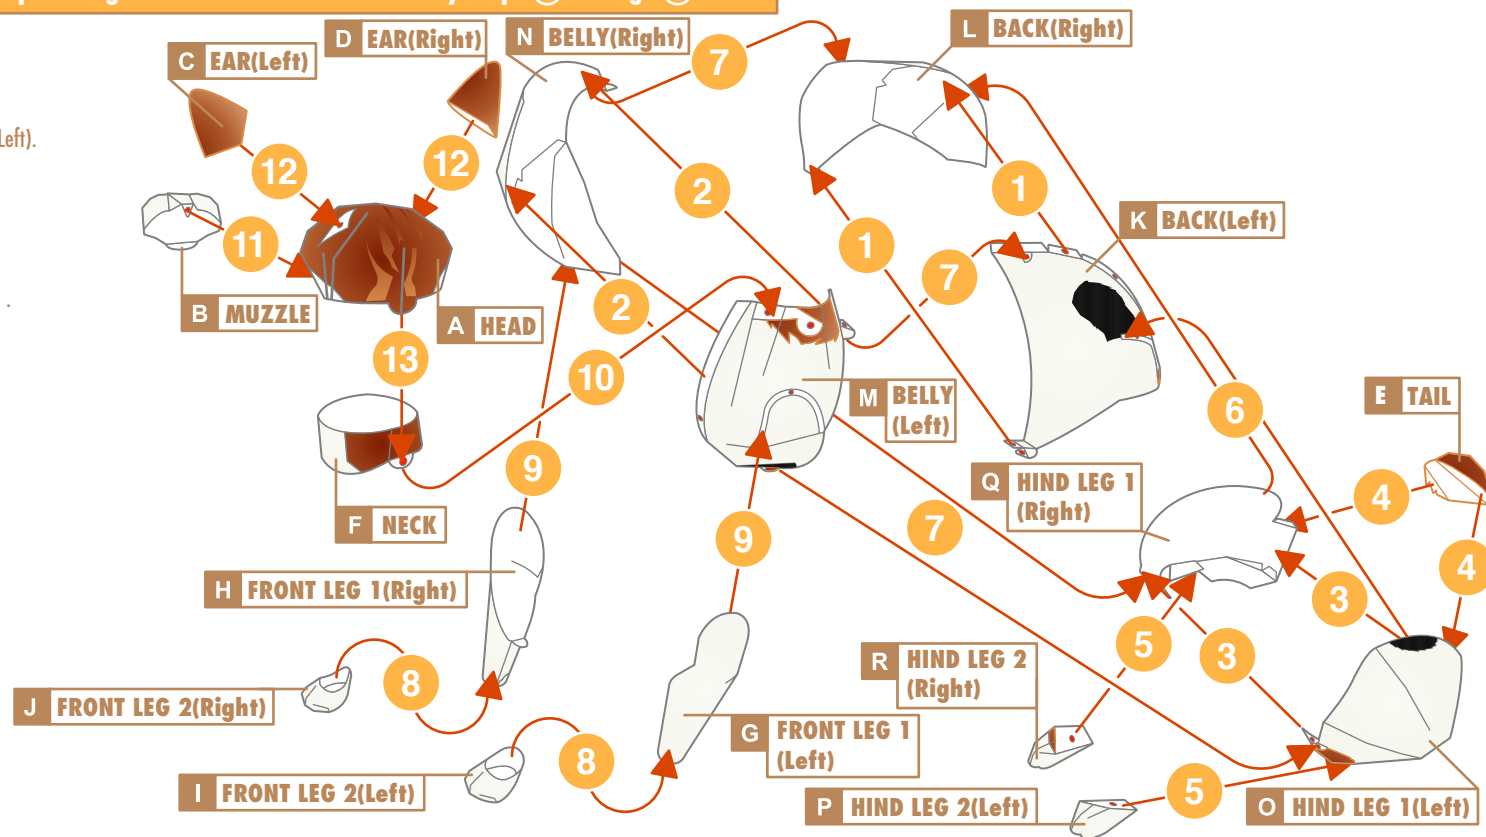 D EAR(Right)
N BELLY(Right)
L BACK(Right)
C EAR(Left)
7
Left).
12
12
2
1
K BACK(Left)
11
1
7
2
B MUZZLE
A HEAD
13
10
M BELLY
(Left)
6
E TAIL
9
Q HIND LEG 1
(Right)
4
F NECK
7
9
4
H FRONT LEG 1(Right)
3
5
3
R HIND LEG 2
(Right)
8
J FRONT LEG 2(Right)
G FRONT LEG 1
(Left)
8
I FRONT LEG 2(Left)
5
P HIND LEG 2(Left)
O HIND LEG 1(Left)